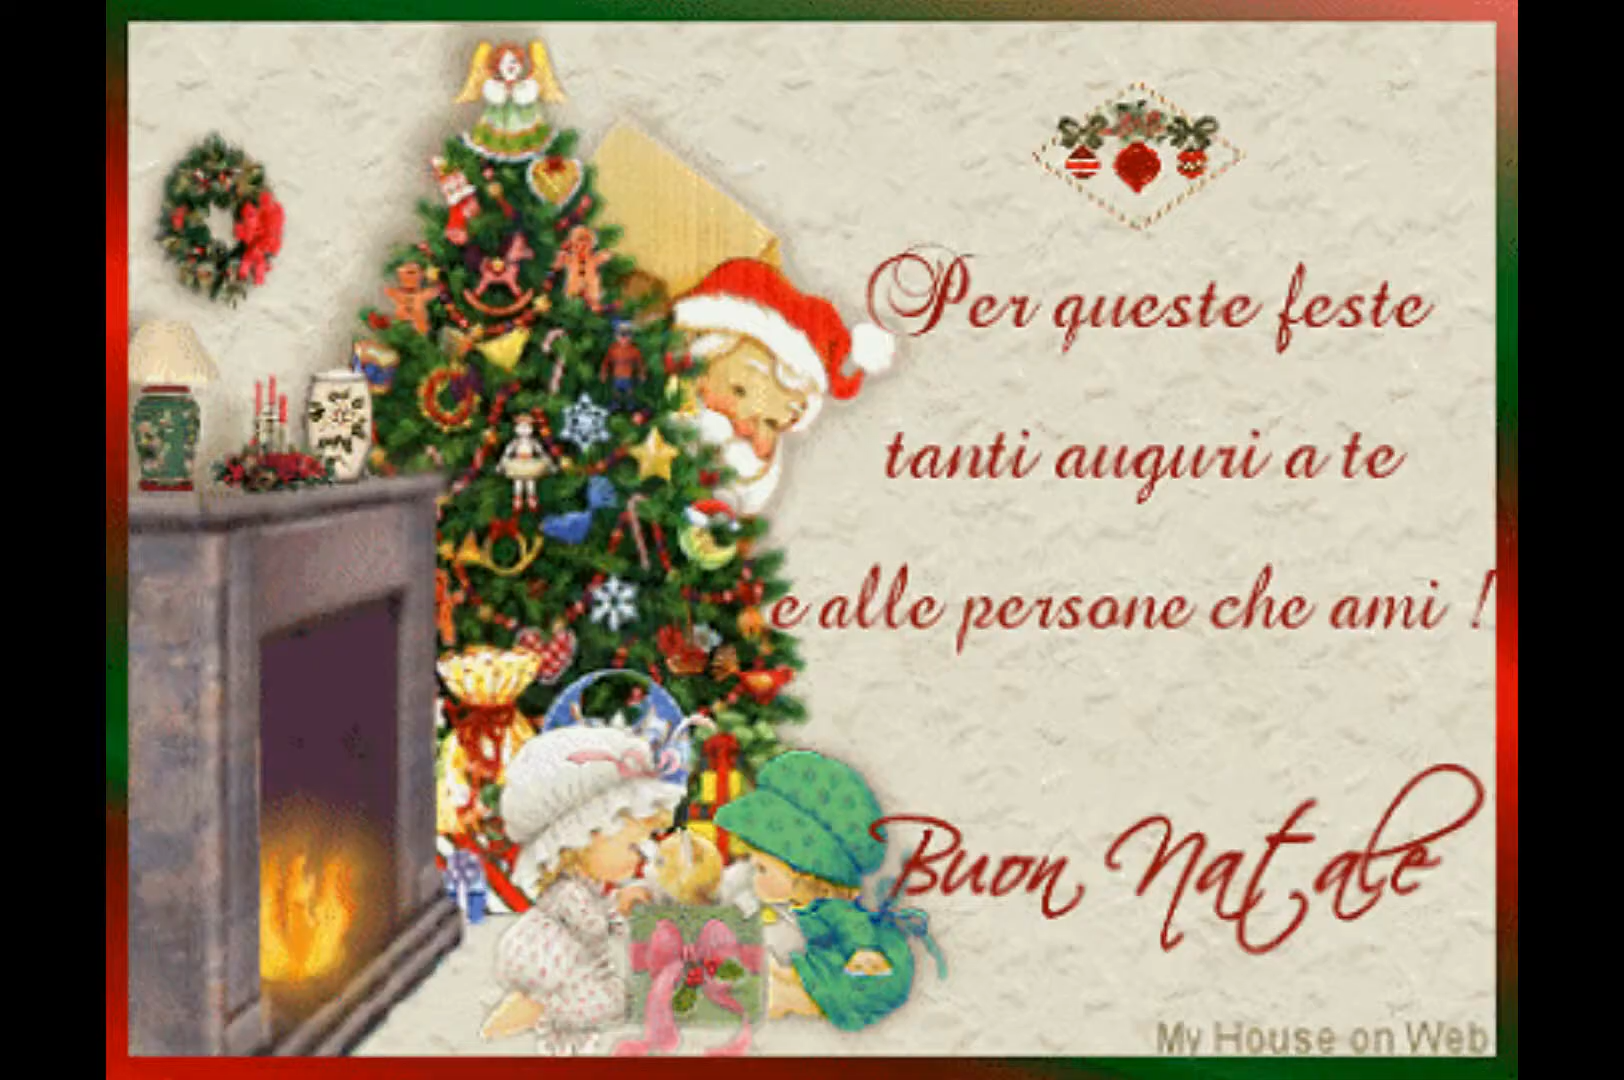 Per queste feste
tanti auguri a te
e alle persone che ami !
Buon Natale
My House on Web